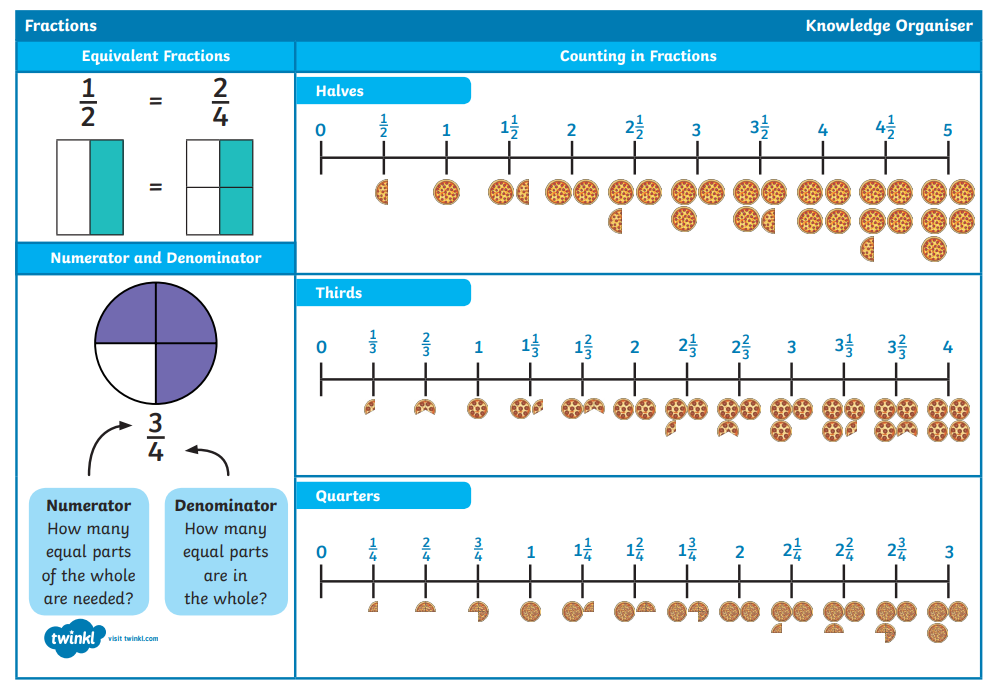 Fractions
Knowledge Organiser
Equivalent Fractions
1/2 = 2/4
=
Numerator and Denominator
3/4
Numerator
How many
equal parts
of the whole
are needed?
Denominator
How many
equal parts
are in
the whole?
twinkl
visit twinkl.com
Counting in Fractions
Halves
0 1/2 1 1 1/2 2 2 1/2 3 3 1/2 4 4 1/2 5
Thirds
0 1/3 2/3 1 1 1/3 1 2/3 2 2 1/3 2 2/3 3 3 1/3 3 2/3 4
Quarters
0 1/4 2/4 3/4 1 1 1/4 1 2/4 1 3/4 2 2 1/4 2 2/4 2 3/4 3